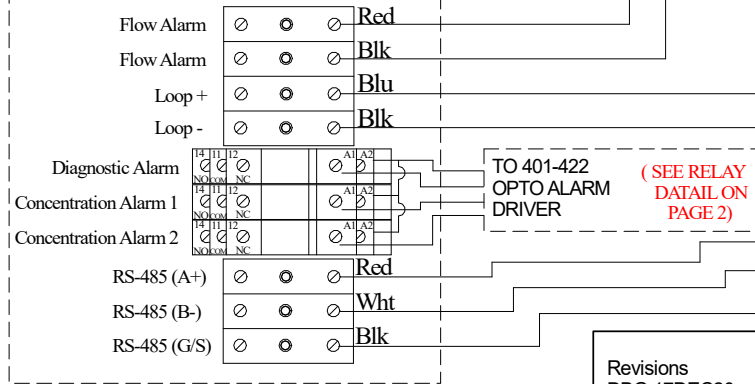 Flow Alarm Red
Flow Alarm Blk
Loop + Blu
Loop - Blk
Diagnostic Alarm 14 11 12 NO COM NC A1 A2
Concentration Alarm 1 14 11 12 NO COM NC A1 A2
Concentration Alarm 2 14 11 12 NO COM NC A1 A2
TO 401-422
OPTO ALARM
DRIVER
( SEE RELAY
DATAIL ON
PAGE 2)
RS-485 (A+) Red
RS-485 (B-) Wht
RS-485 (G/S) Blk
Revisions